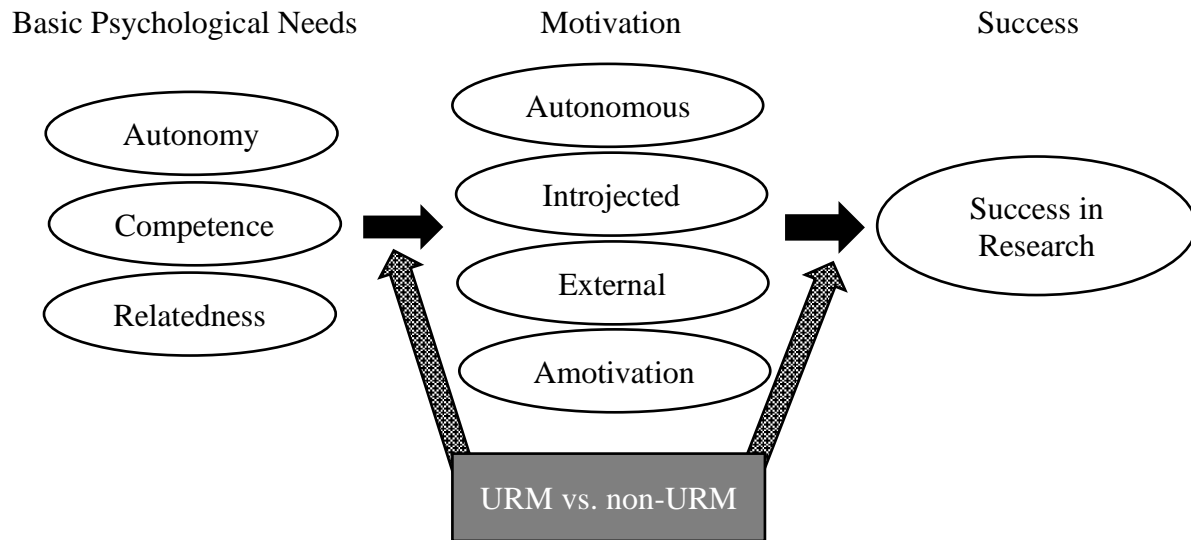 Basic Psychological Needs
Motivation
Success
Autonomy
Competence
Relatedness
Autonomous
Introjected
External
Amotivation
Success in
Research
URM vs. non-URM